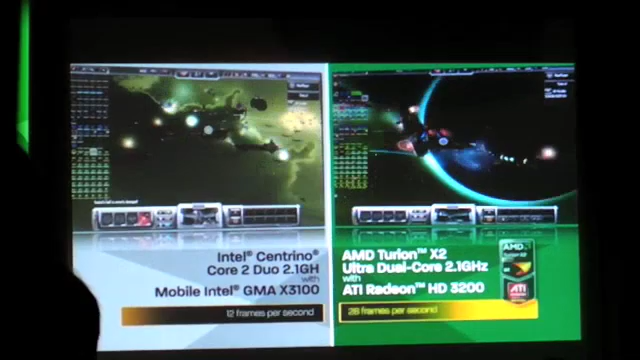 Intel® Centrino®
Core 2 Duo 2.1GH
with
Mobile Intel® GMA X3100
12 frames per second
AMD Turion™ X2
Ultra Dual-Core 2.1GHz
with
ATI Radeon™ HD 3200
26 frames per second
AMD
ATI